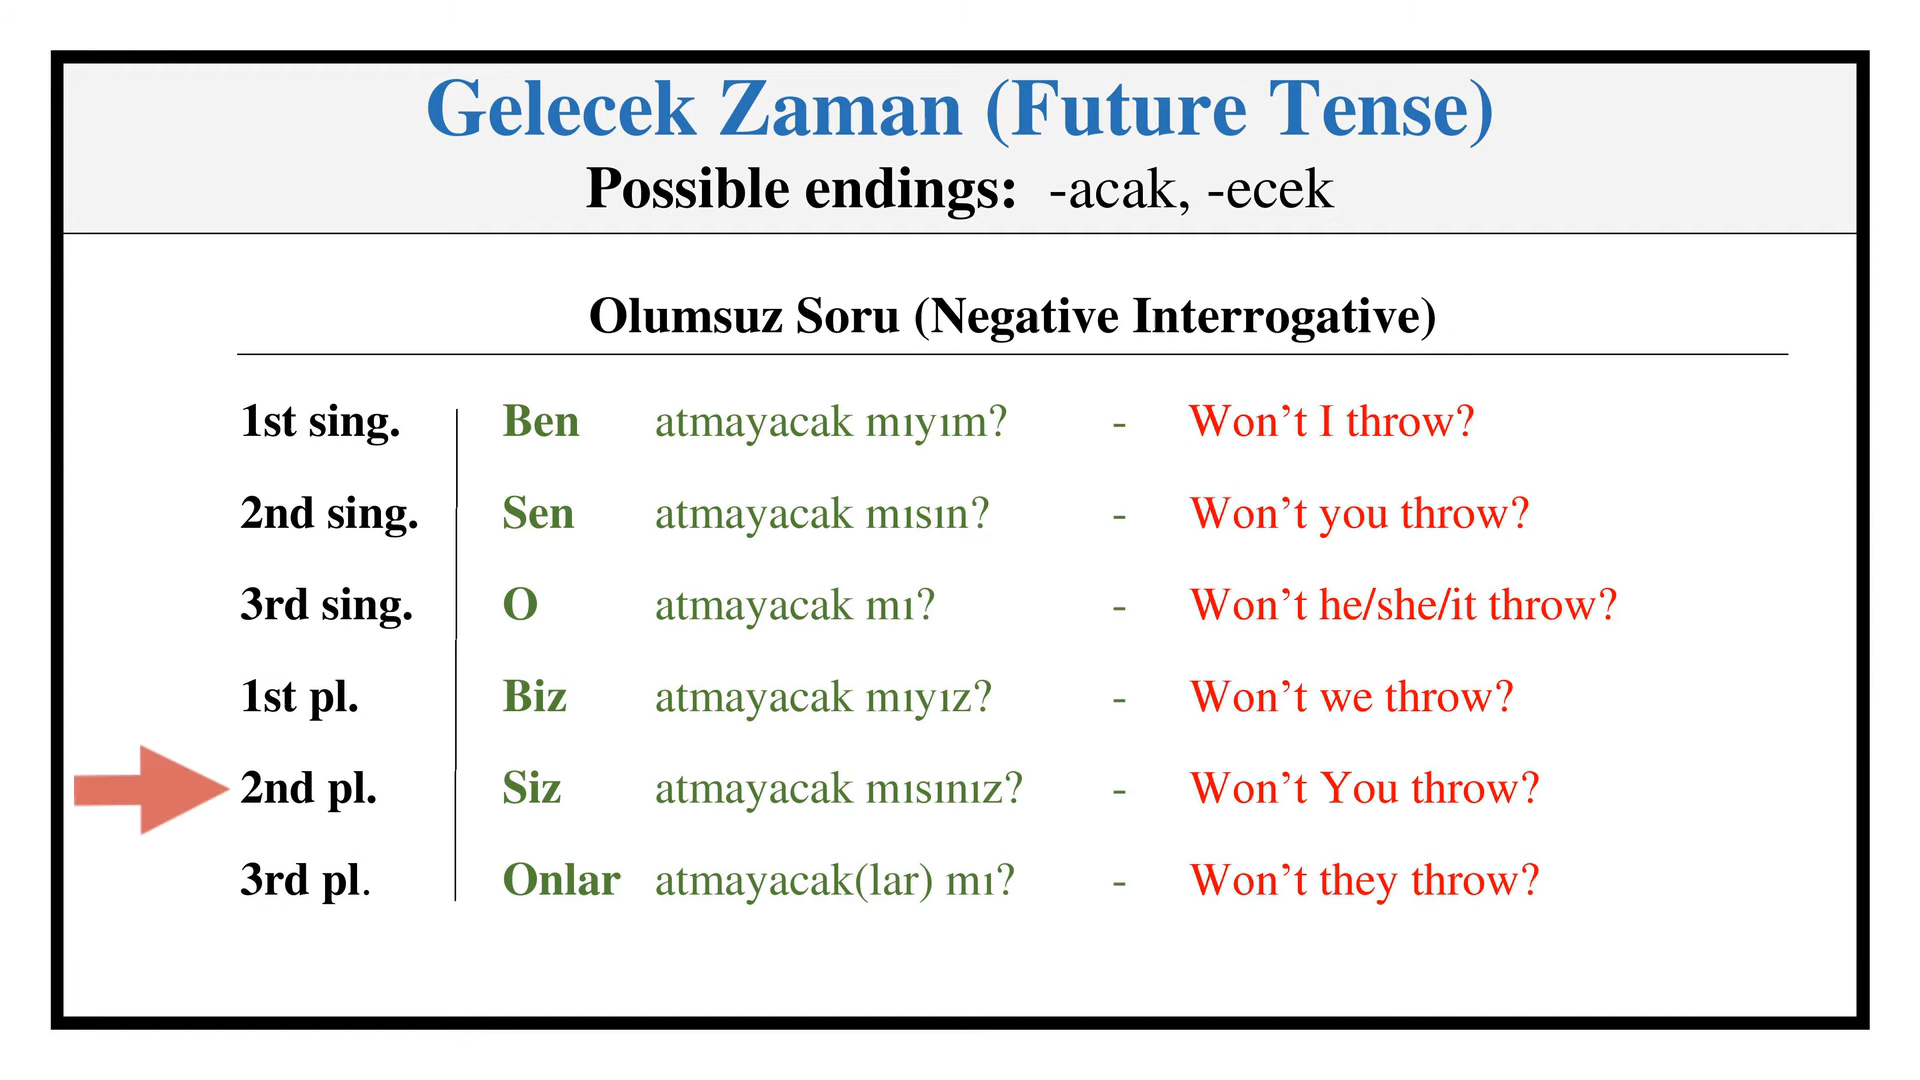 Gelecek Zaman (Future Tense)
Possible endings: -acak, -ecek
Olumsuz Soru (Negative Interrogative)
1st sing. Ben atmayacak mıyım? - Won’t I throw?
2nd sing. Sen atmayacak mısın? - Won’t you throw?
3rd sing. O atmayacak mı? - Won’t he/she/it throw?
1st pl. Biz atmayacak mıyız? - Won’t we throw?
2nd pl. Siz atmayacak mısınız? - Won’t You throw?
3rd pl. Onlar atmayacak(lar) mı? - Won’t they throw?